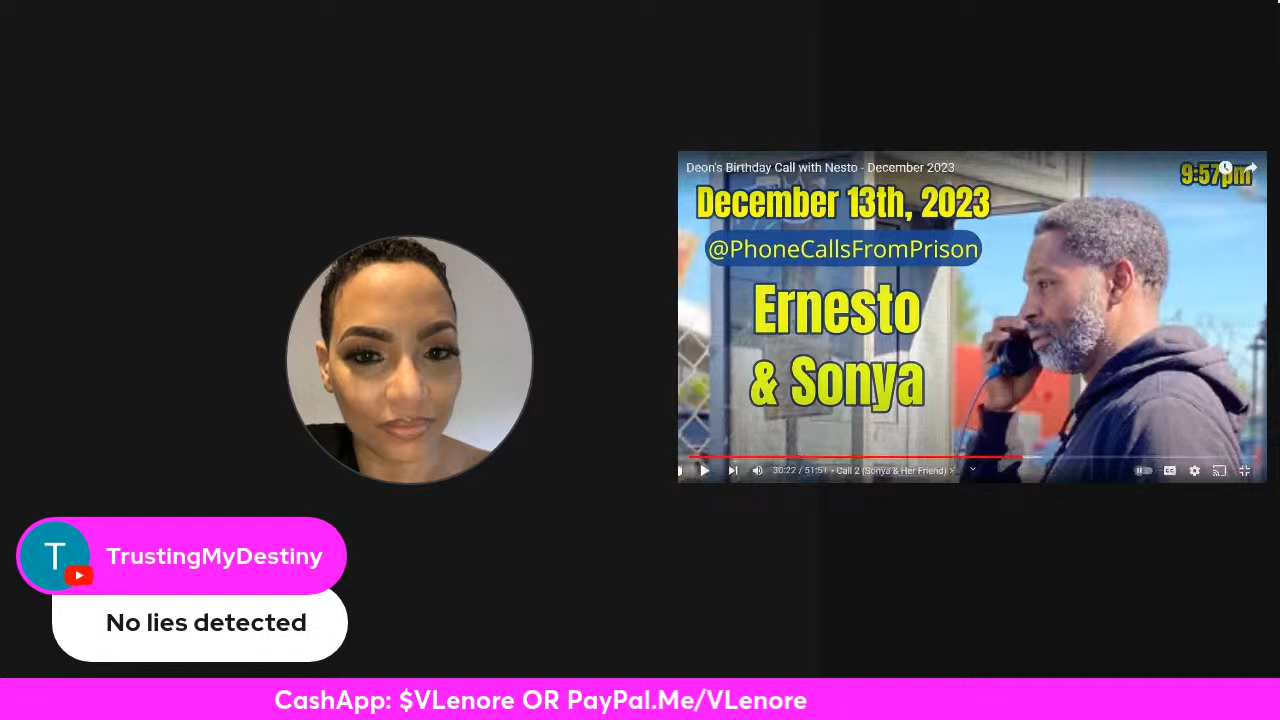 Deon's Birthday Call with Nesto - December 2023
9:57pm
December 13th, 2023
@PhoneCallsFromPrison
Ernesto
& Sonya
30:22 / 51:51 • Call 2 (Sonya & Her Friend) >
CC
T
TrustingMyDestiny
No lies detected
CashApp: $VLenore OR PayPal.Me/VLenore